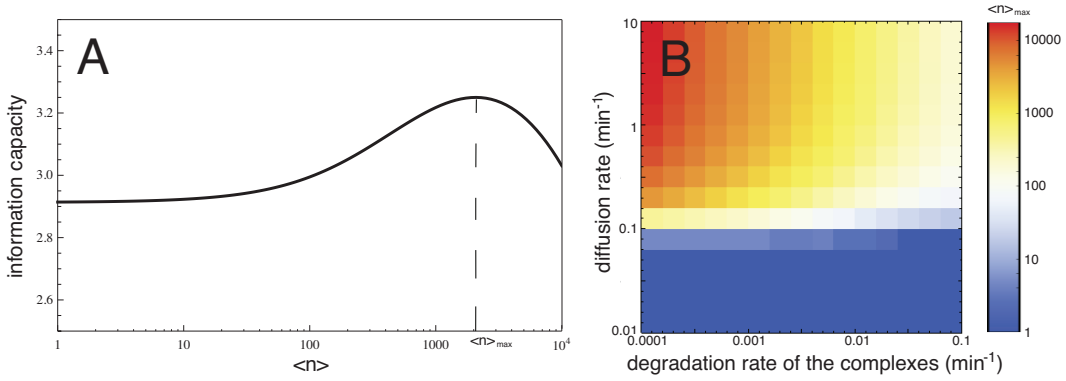 A
3.4
3.2
3.0
2.8
2.6
information capacity
1
10
100
1000
<n>max
10⁴
<n>
B
10
1
0.1
0.01
diffusion rate (min⁻¹)
0.0001
0.001
0.01
0.1
degradation rate of the complexes (min⁻¹)
<n>max
10000
1000
100
10
1